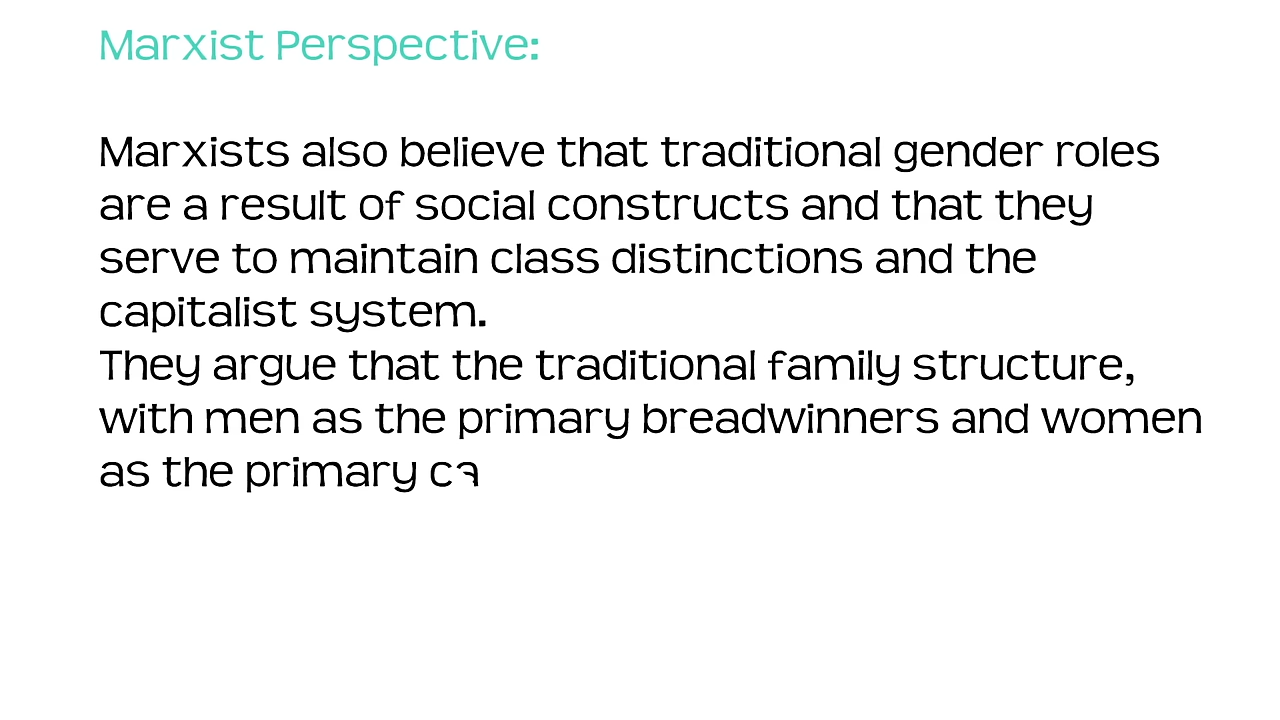 Marxist Perspective:
Marxists also believe that traditional gender roles
are a result of social constructs and that they
serve to maintain class distinctions and the
capitalist system.
They argue that the traditional family structure,
with men as the primary breadwinners and women
as the primary ca